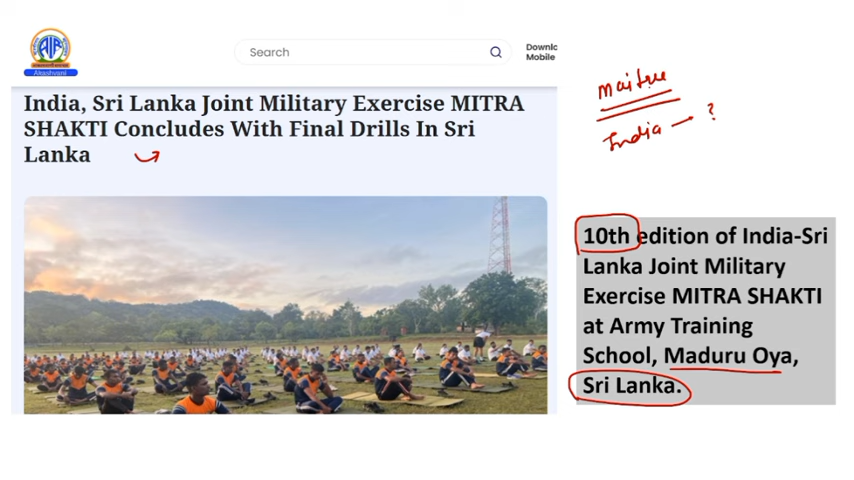 Akashvani
Search
Downlo
Mobile
India, Sri Lanka Joint Military Exercise MITRA
SHAKTI Concludes With Final Drills In Sri
Lanka
Maitree
India → ?
10th edition of India-Sri
Lanka Joint Military
Exercise MITRA SHAKTI
at Army Training
School, Maduru Oya,
Sri Lanka.